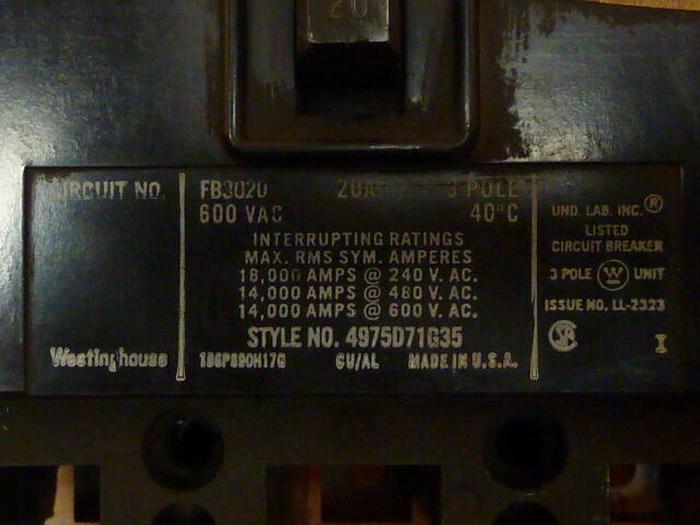 20
CIRCUIT NO.
FB3020 20A 3 POLE
600 VAC 40°C
INTERRUPTING RATINGS
MAX. RMS SYM. AMPERES
18,000 AMPS @ 240 V. AC.
14,000 AMPS @ 480 V. AC.
14,000 AMPS @ 600 V. AC.
STYLE NO. 4975D71G35
Westinghouse
CU/AL MADE IN U.S.A.
UND. LAB. INC.®
LISTED
CIRCUIT BREAKER
3 POLE W UNIT
ISSUE NO. LL-2323